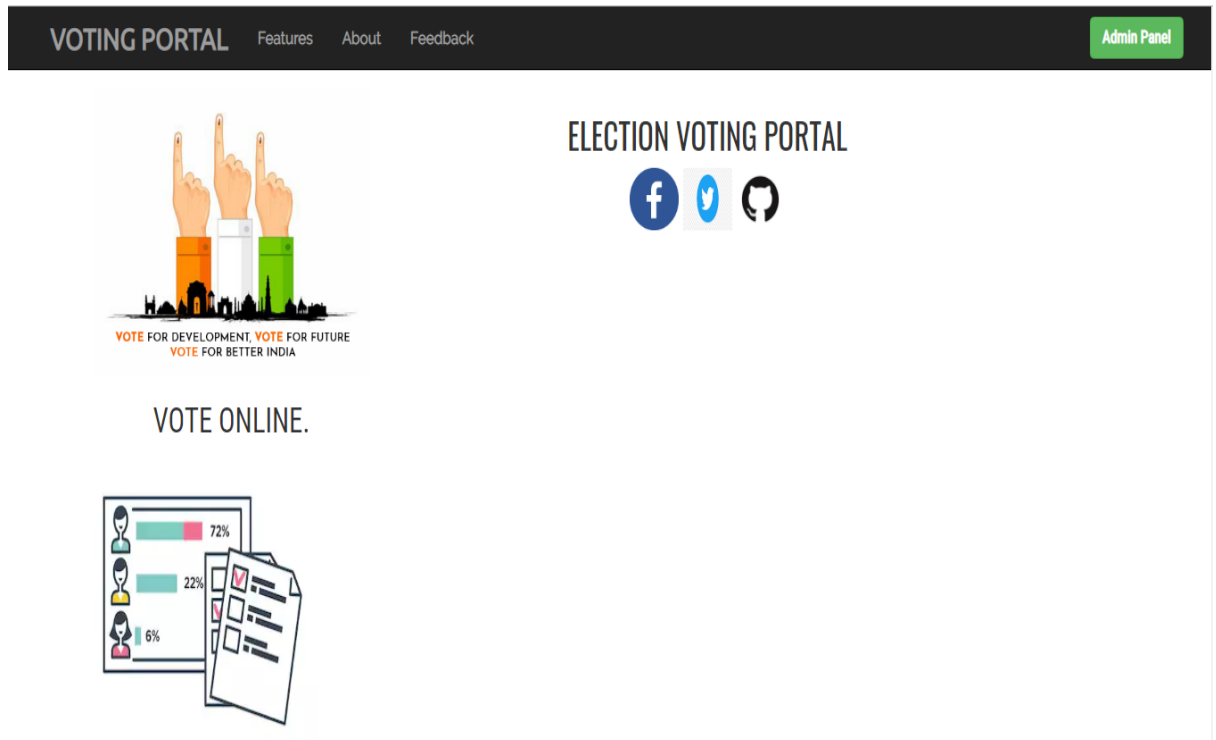 VOTING PORTAL Features About Feedback Admin Panel
ELECTION VOTING PORTAL
VOTE FOR DEVELOPMENT, VOTE FOR FUTURE
VOTE FOR BETTER INDIA
VOTE ONLINE.
72%
22%
6%